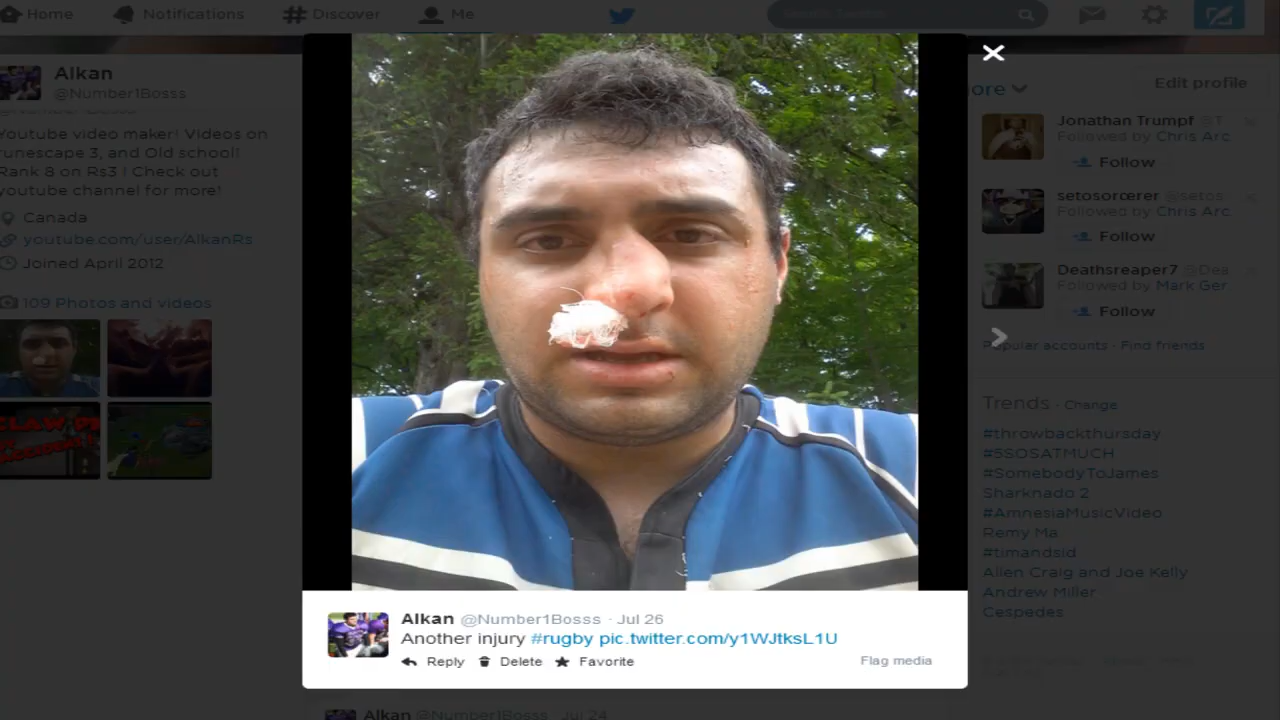 Home
Notifications
Discover
Me
Alkan
@Number1Bosss
Youtube video maker! Videos on
runescape 3, and Old school!
Rank 8 on Rs3 ! Check out
youtube channel for more!
Canada
youtube.com/user/AlkanRs
Joined April 2012
109 Photos and videos
ore
Edit profile
Jonathan Trumpf @T
Followed by Chris Arc
Follow
setosorcerer @setos
Followed by Chris Arc
Follow
Deathsreaper7 @Dea
Followed by Mark Ger
Follow
Popular accounts · Find friends
Trends · Change
#throwbackthursday
#5SOSATMUCH
#SomebodyToJames
Sharknado 2
#AmnesiaMusicVideo
Remy Ma
#timandsid
Allen Craig and Joe Kelly
Andrew Miller
Cespedes
Alkan @Number1Bosss · Jul 26
Another injury #rugby pic.twitter.com/y1WJtksL1U
Reply Delete Favorite
Flag media
Alkan @Number1Bosss · Jul 24